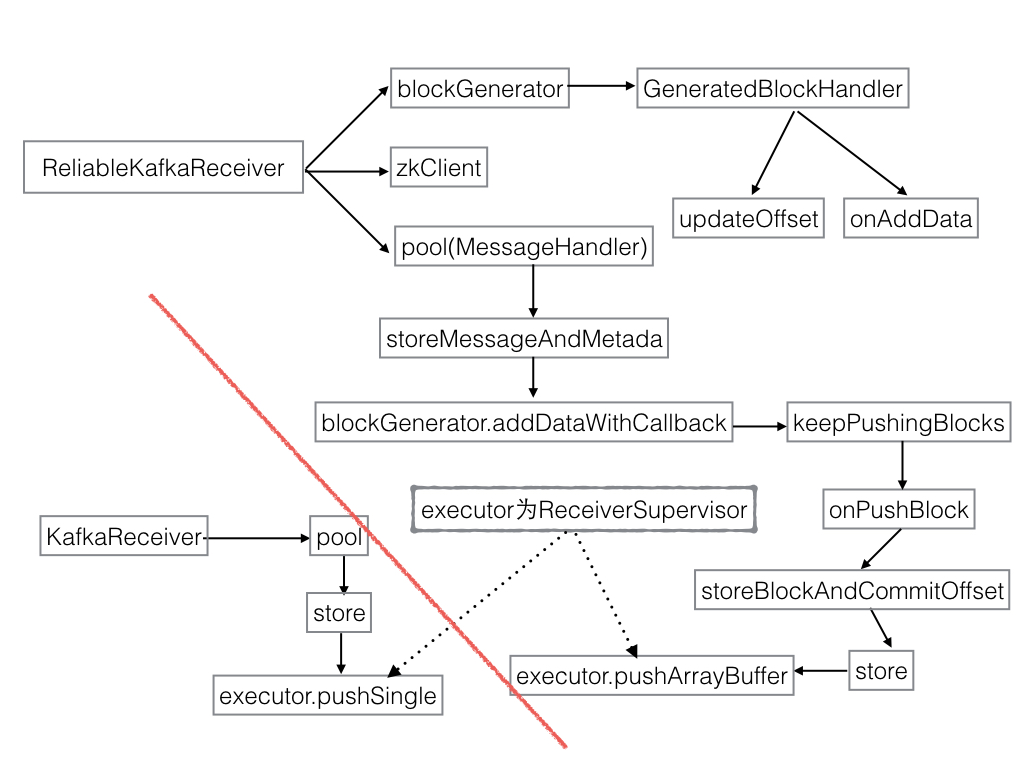 blockGenerator
GeneratedBlockHandler
ReliableKafkaReceiver
zkClient
updateOffset
onAddData
pool(MessageHandler)
storeMessageAndMetada
blockGenerator.addDataWithCallback
keepPushingBlocks
executor为ReceiverSupervisor
onPushBlock
KafkaReceiver
pool
storeBlockAndCommitOffset
store
executor.pushArrayBuffer
store
executor.pushSingle